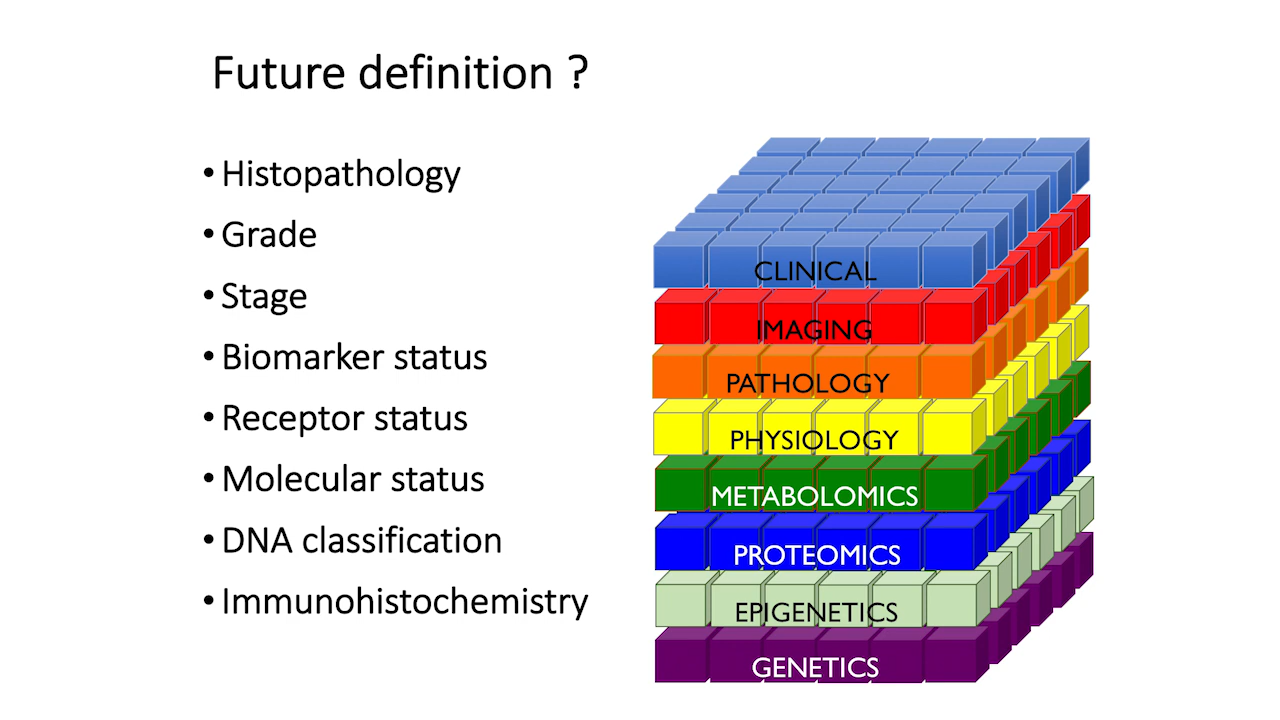 Future definition ?
• Histopathology
• Grade
• Stage
• Biomarker status
• Receptor status
• Molecular status
• DNA classification
• Immunohistochemistry
CLINICAL
IMAGING
PATHOLOGY
PHYSIOLOGY
METABOLOMICS
PROTEOMICS
EPIGENETICS
GENETICS